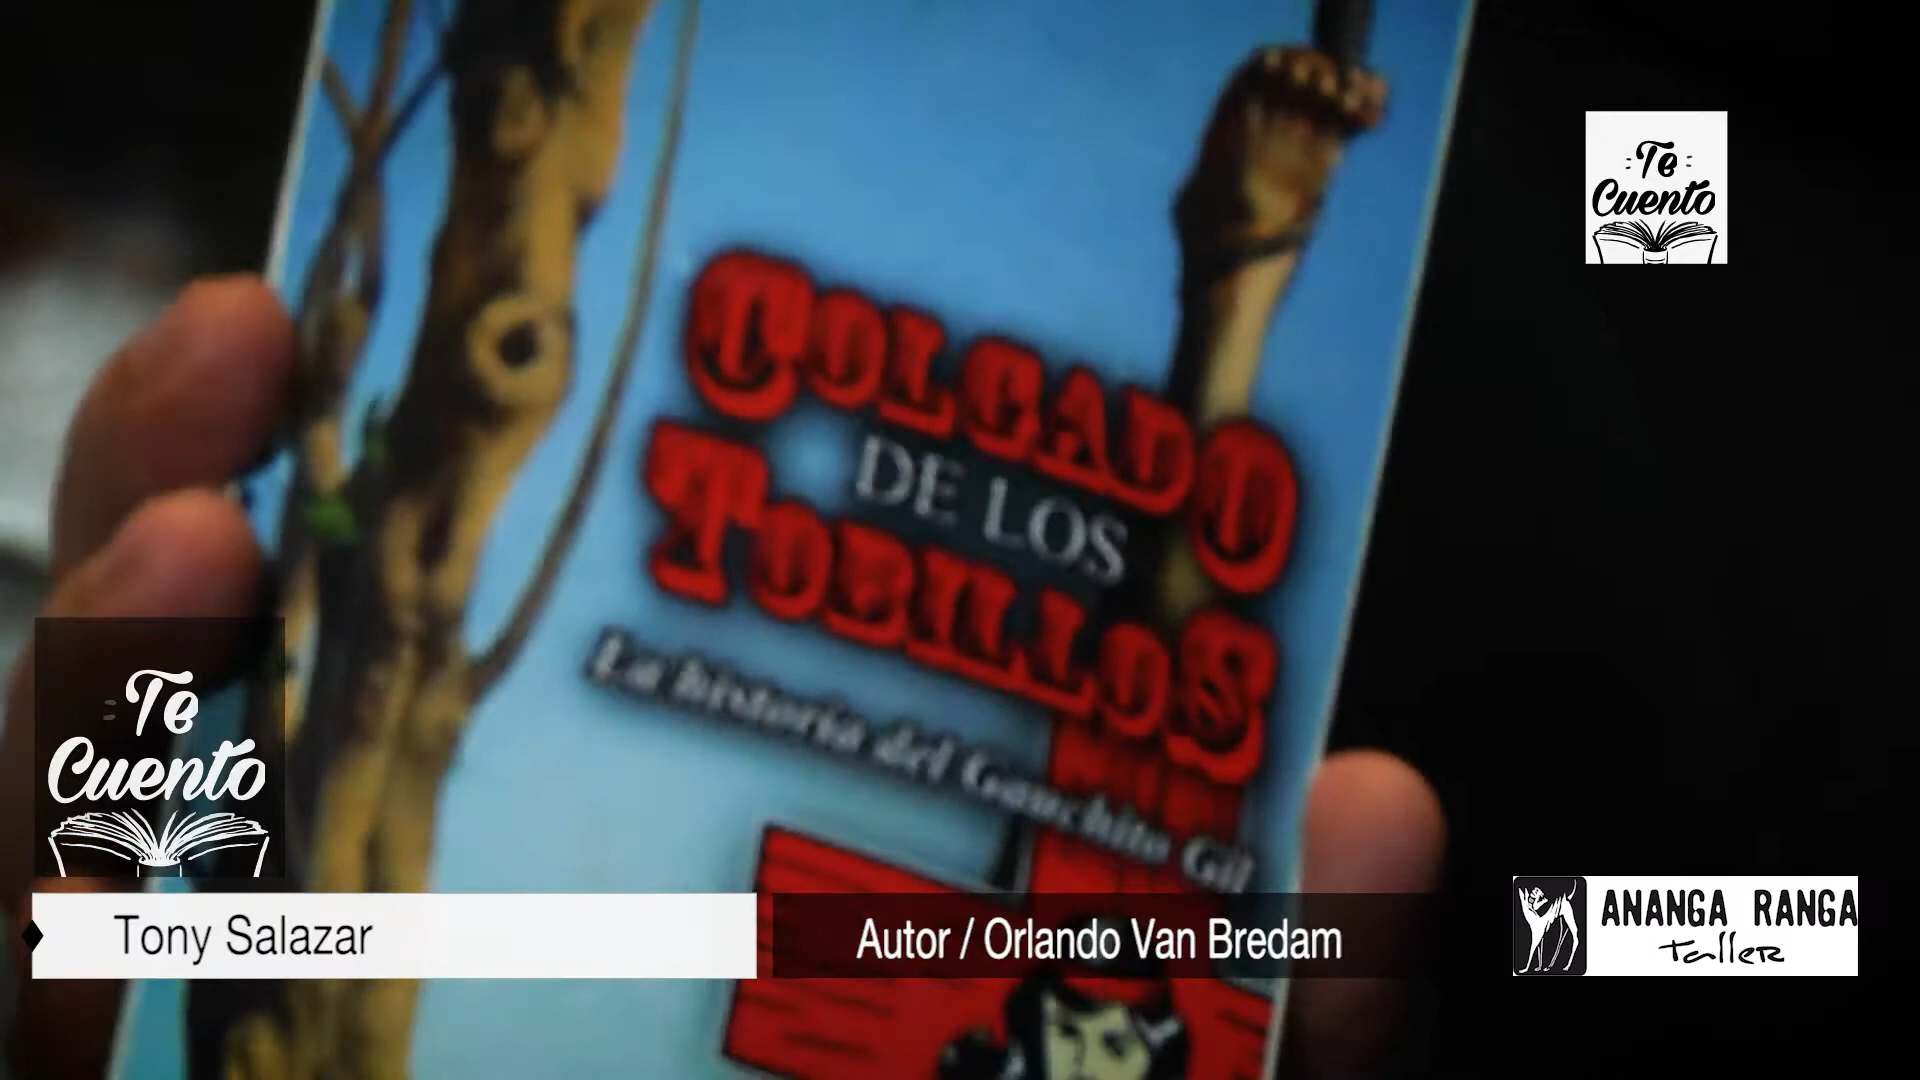 Te
Cuento
COLGADO
DE LOS
TOBILLOS
La historia del Gauchito Gil
Te
Cuento
Tony Salazar
Autor / Orlando Van Bredam
ANANGA RANGA
TalleR